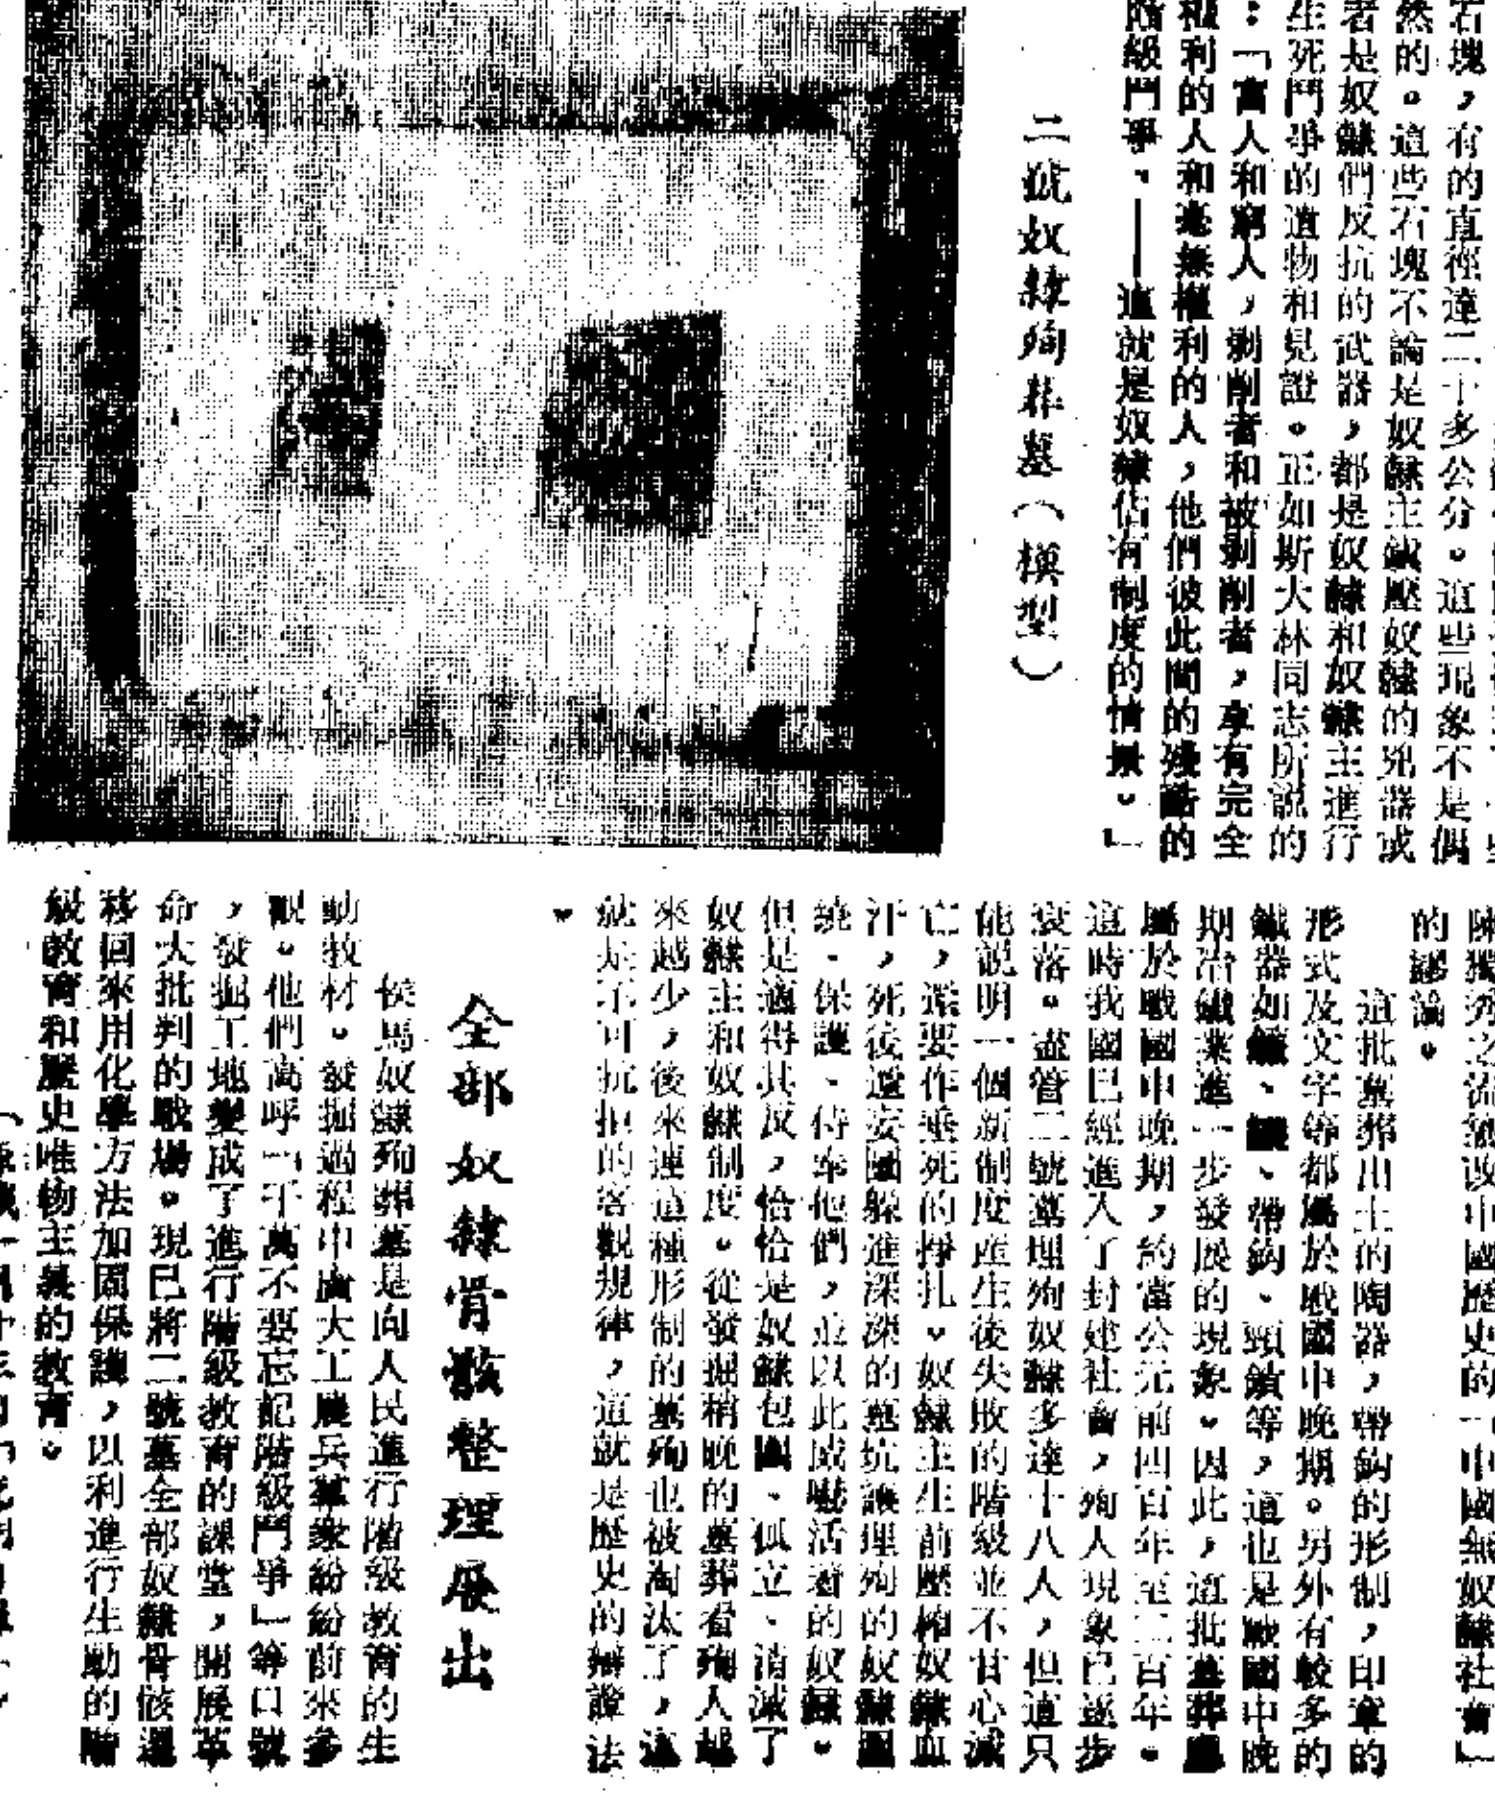 石塊，有的直徑達二十多公分。這些現象不是偶
然的。這些石塊不論是奴隸主鎮壓奴隸的兇器或
者是奴隸們反抗的武器，都是奴隸和奴隸主進行
生死鬥爭的遺物和見證。正如斯大林同志所説的
：「富人和窮人，剝削者和被剝削者，享有完全
權利的人和毫無權利的人，他們彼此間的殘酷的
階級鬥爭，——這就是奴隸佔有制度的情景。」
二號奴隸殉葬墓（模型）
陳獨秀之流篡改中國歷史的「中國無奴隸社會」
的謬論。
這批墓葬出土的陶器，帶鈎的形制，印章的
形式及文字等都屬於戰國中晚期。另外有較多的
鐵器如、、帶鈎、頸鎖等，這也是戰國中晚
期冶鐵業進一步發展的現象。因此，這批墓葬應
屬於戰國中晚期，約當公元前四百年至二百年。
這時我國已經進入了封建社會，殉人現象已逐步
衰落。盡管二號墓埋殉奴隸多達十八人，但這只
能説明一個新制度産生後失敗的階級並不甘心滅
亡，還要作垂死的掙扎。奴隸主生前壓榨奴隸血
汗，死後還妄圖躲進深深的墓坑讓埋殉的奴隸圍
繞、保護、侍奉他們，並以此威嚇活着的奴隸。
但是適得其反，恰恰是奴隸包圍、孤立、消滅了
奴隸主和奴隸制度。從發掘稍晚的墓葬看殉人越
來越少，後來連這種形制的墓殉也被淘汰了，這
就是不可抗拒的客觀規律，這就是歷史的辯證法
。
全部奴隸骨骸整理展出
侯馬奴隸殉葬墓是向人民進行階級教育的生
動教材。發掘過程中廣大工農兵羣衆紛紛前來參
觀。他們高呼「千萬不要忘記階級鬥爭」等口號
，發掘工地變成了進行階級教育的課堂，開展革
命大批判的戰場。現已將二號墓全部奴隸骨骸遷
移回來用化學方法加固保護，以利進行生動的階
級教育和歷史唯物主義的教育。